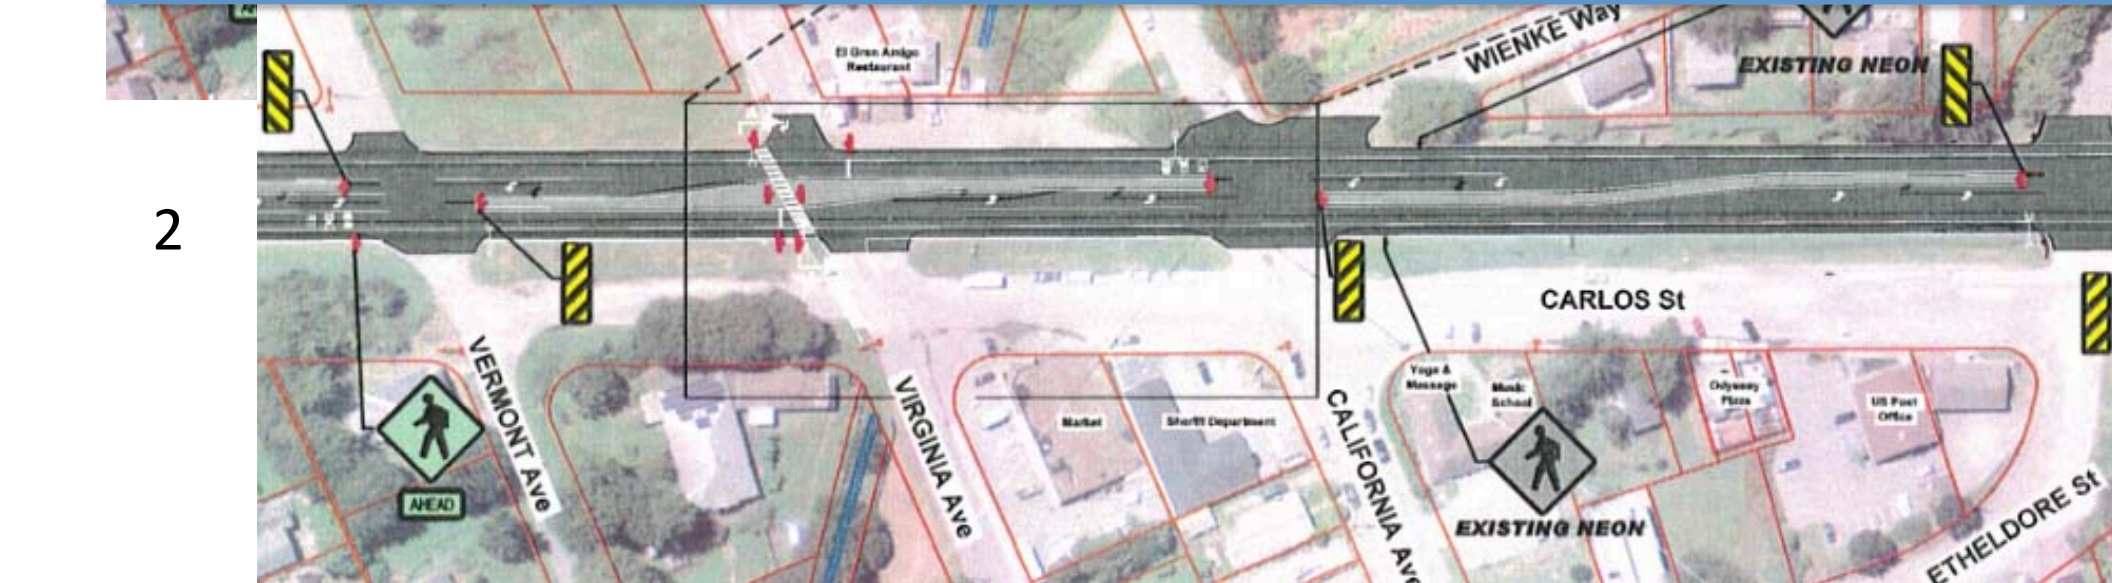 El Gran Amigo
Restaurant
WIENKE Way
EXISTING NEON
2
CARLOS St
VERMONT Ave
VIRGINIA Ave
CALIFORNIA Ave
Yoga &
Massage
Music
School
Odyssey
Pizza
US Post
Office
Market
Sheriff Department
AHEAD
EXISTING NEON
ETHELDORE St